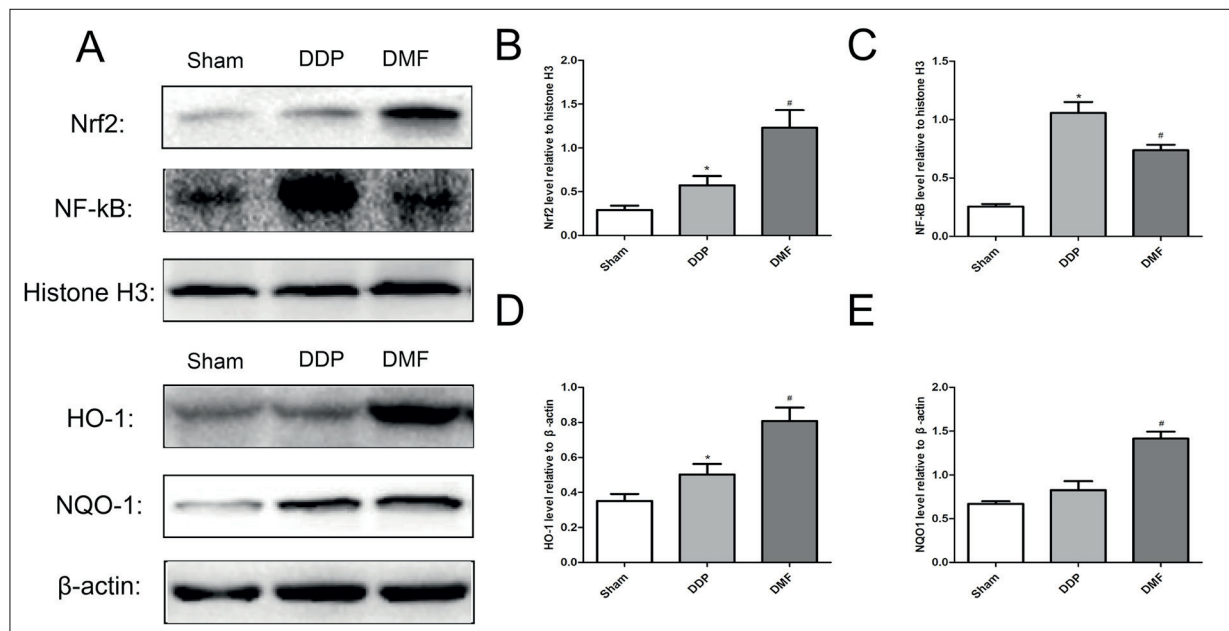 A
Sham DDP DMF
Nrf2:
NF-kB:
Histone H3:
Sham DDP DMF
HO-1:
NQO-1:
β-actin:
B
Nrf2 level relative to histone H3
2.0
1.5
1.0
0.5
0.0
*
#
Sham DDP DMF
C
NF-kB level relative to histone H3
1.5
1.0
0.5
0.0
*
#
Sham DDP DMF
D
HO-1 level relative to β-actin
1.0
0.8
0.6
0.4
0.2
0.0
*
#
Sham DDP DMF
E
NQO1 level relative to β-actin
2.0
1.5
1.0
0.5
0.0
#
Sham DDP DMF